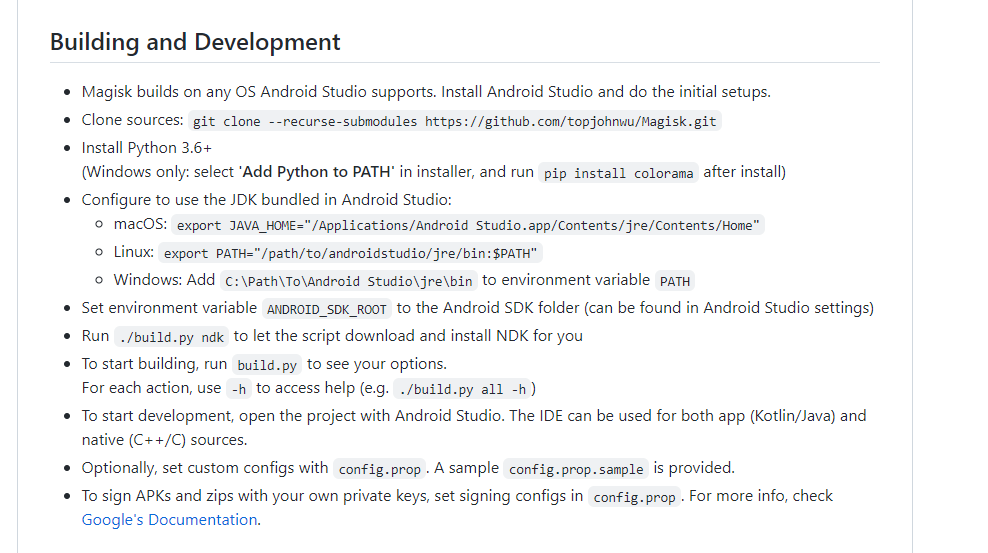 Building and Development
• Magisk builds on any OS Android Studio supports. Install Android Studio and do the initial setups.
• Clone sources: git clone --recurse-submodules https://github.com/topjohnwu/Magisk.git
• Install Python 3.6+
(Windows only: select 'Add Python to PATH' in installer, and run pip install colorama after install)
• Configure to use the JDK bundled in Android Studio:
◦ macOS: export JAVA_HOME="/Applications/Android Studio.app/Contents/jre/Contents/Home"
◦ Linux: export PATH="/path/to/androidstudio/jre/bin:$PATH"
◦ Windows: Add C:\Path\To\Android Studio\jre\bin to environment variable PATH
• Set environment variable ANDROID_SDK_ROOT to the Android SDK folder (can be found in Android Studio settings)
• Run ./build.py ndk to let the script download and install NDK for you
• To start building, run build.py to see your options.
For each action, use -h to access help (e.g. ./build.py all -h)
• To start development, open the project with Android Studio. The IDE can be used for both app (Kotlin/Java) and
native (C++/C) sources.
• Optionally, set custom configs with config.prop. A sample config.prop.sample is provided.
• To sign APKs and zips with your own private keys, set signing configs in config.prop. For more info, check
Google's Documentation.